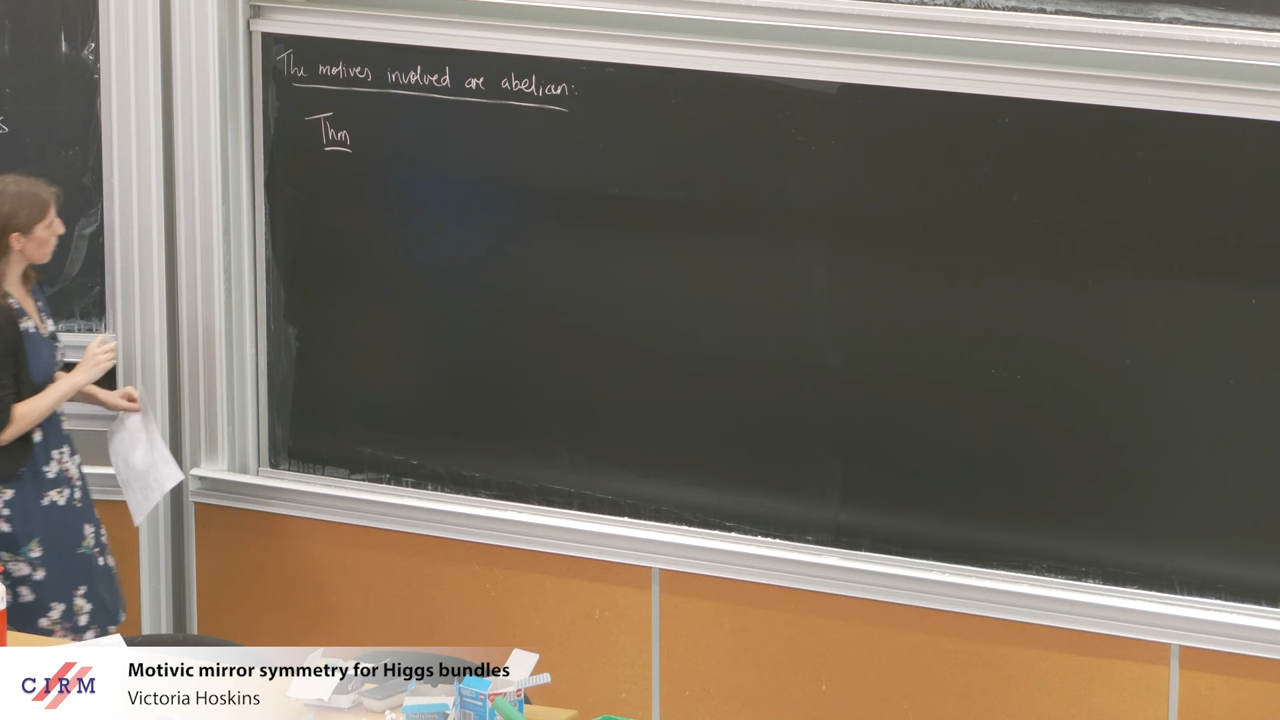 The motives involved are abelian:
Thm
s
CIRM
Motivic mirror symmetry for Higgs bundles
Victoria Hoskins